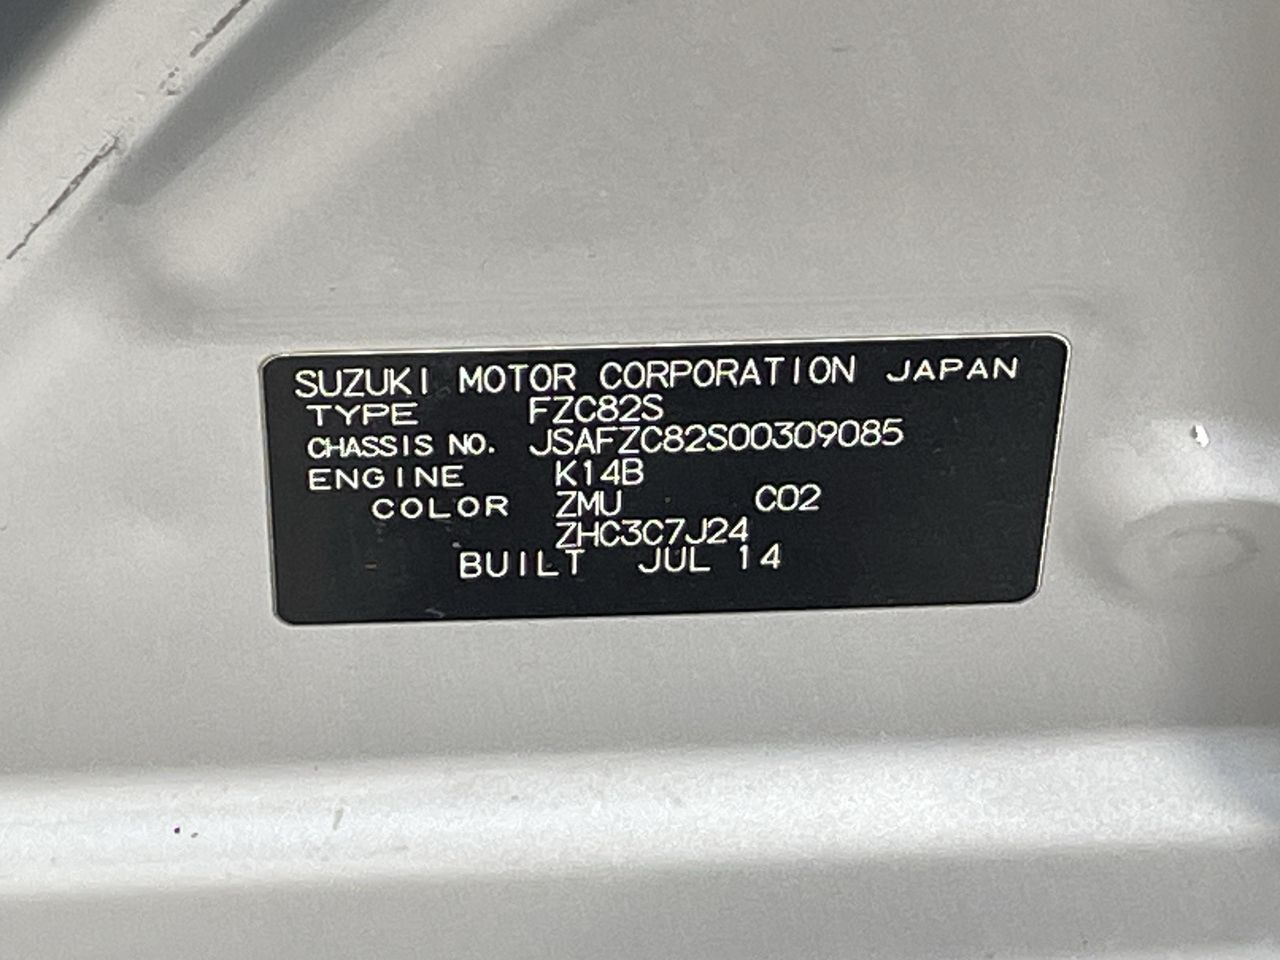 SUZUKI MOTOR CORPORATION JAPAN
TYPE FZC82S
CHASSIS NO. JSAFZC82S00309085
ENGINE K14B
COLOR ZMU C02
ZHC3C7J24
BUILT JUL 14